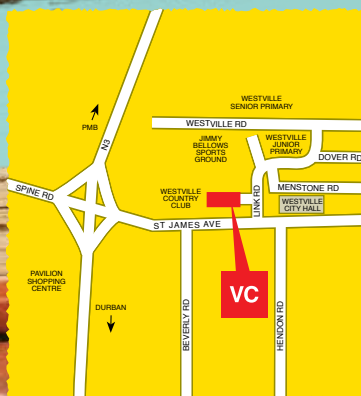 WESTVILLE
SENIOR PRIMARY
WESTVILLE RD
PMB
N3
JIMMY
BELLOWS
SPORTS
GROUND
WESTVILLE
JUNIOR
PRIMARY
DOVER RD
SPINE RD
WESTVILLE
COUNTRY
CLUB
LINK RD
MENSTONE RD
WESTVILLE
CITY HALL
ST JAMES AVE
PAVILION
SHOPPING
CENTRE
DURBAN
VC
BEVERLY RD
HENDON RD